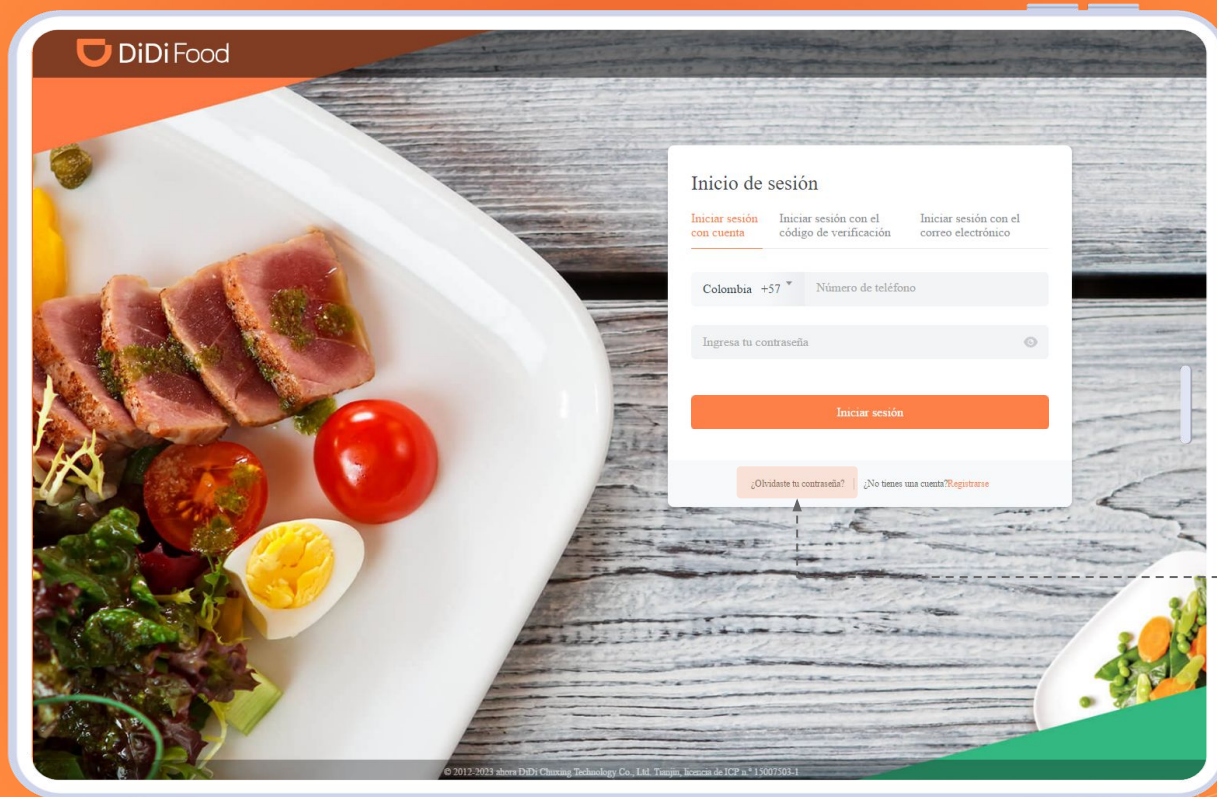 DiDi Food
Inicio de sesión
Iniciar sesión
con cuenta
Iniciar sesión con el
código de verificación
Iniciar sesión con el
correo electrónico
Colombia +57 Número de teléfono
Ingresa tu contraseña
Iniciar sesión
¿Olvidaste tu contraseña? ¿No tienes una cuenta?Registrarse
© 2012-2023 ahora DiDi Chuxing Technology Co., Ltd. Tianjin, licencia de ICP n.º 15007503-1